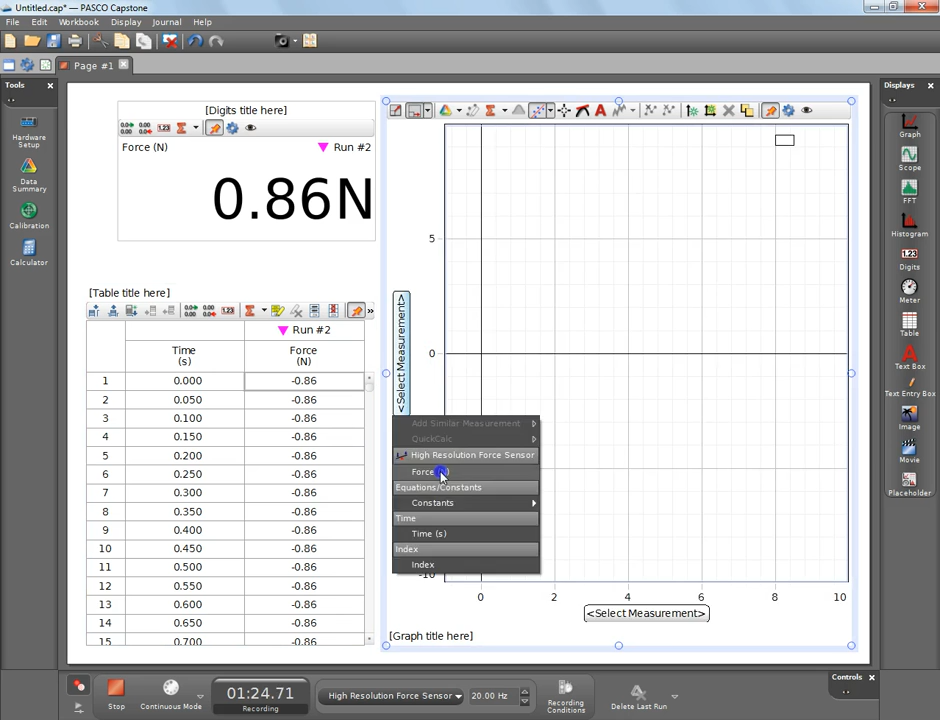 Untitled.cap* - PASCO Capstone
File Edit Workbook Display Journal Help
Page #1
Tools
Hardware
Setup
Data
Summary
Calibration
Calculator
[Digits title here]
Force (N) Run #2
0.86N
[Table title here]
Run #2
Time
(s)
Force
(N)
1 0.000 -0.86
2 0.050 -0.86
3 0.100 -0.86
4 0.150 -0.86
5 0.200 -0.86
6 0.250 -0.86
7 0.300 -0.86
8 0.350 -0.86
9 0.400 -0.86
10 0.450 -0.86
11 0.500 -0.86
12 0.550 -0.86
13 0.600 -0.86
14 0.650 -0.86
15 0.700 -0.86
<Select Measurement>
5
0
-10
0 2 4 6 8 10
<Select Measurement>
[Graph title here]
Add Similar Measurement
QuickCalc
High Resolution Force Sensor
Force
Equations/Constants
Constants
Time
Time (s)
Index
Index
Displays
Graph
Scope
FFT
Histogram
1.23
Digits
Meter
Table
Text Box
Text Entry Box
Image
Movie
Placeholder
Stop
Continuous Mode
01:24.71
Recording
High Resolution Force Sensor
20.00 Hz
Recording
Conditions
Delete Last Run
Controls